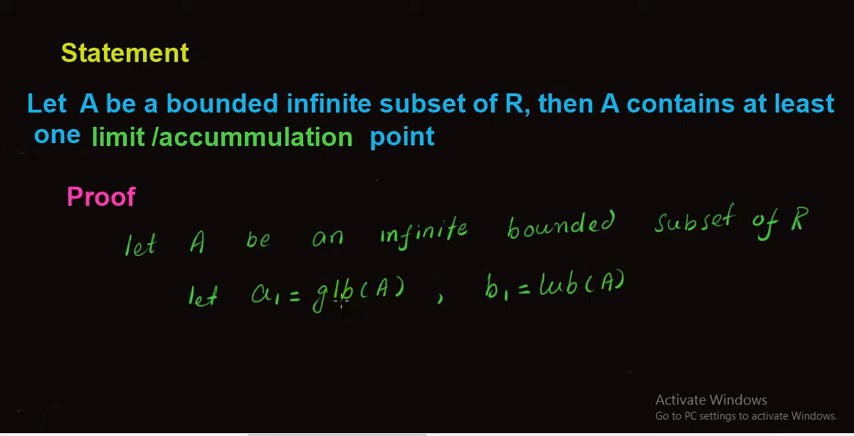 Statement
Let A be a bounded infinite subset of R, then A contains at least
one limit /accummulation point
Proof
let A be an infinite bounded subset of R
let a₁ = glb(A) , b₁ = lub(A)
Activate Windows
Go to PC settings to activate Windows.